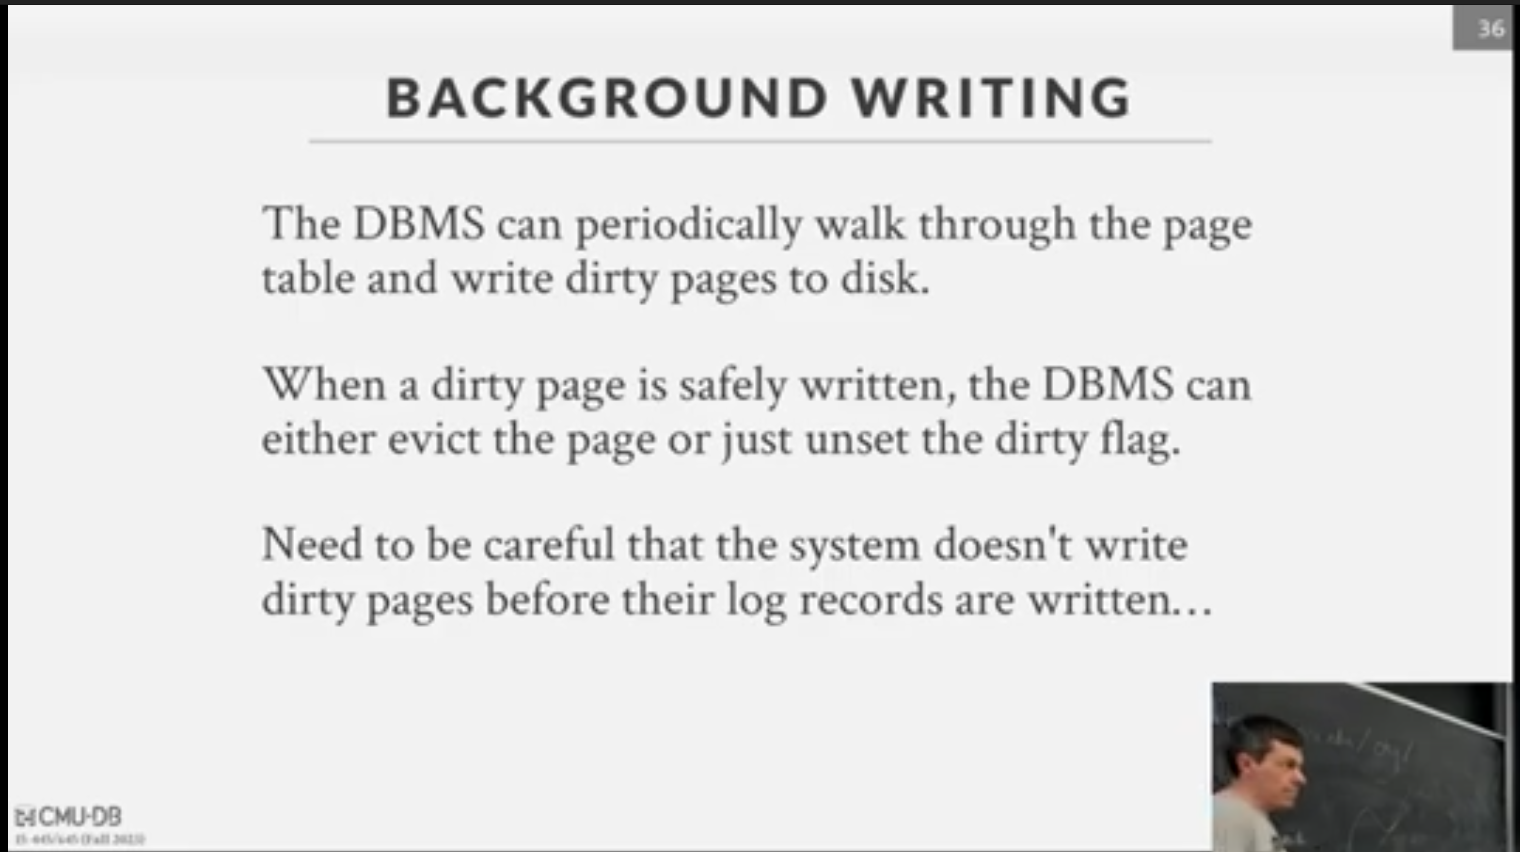 36
BACKGROUND WRITING
The DBMS can periodically walk through the page
table and write dirty pages to disk.
When a dirty page is safely written, the DBMS can
either evict the page or just unset the dirty flag.
Need to be careful that the system doesn't write
dirty pages before their log records are written…
CMU·DB
15-445/645 (Fall 2023)